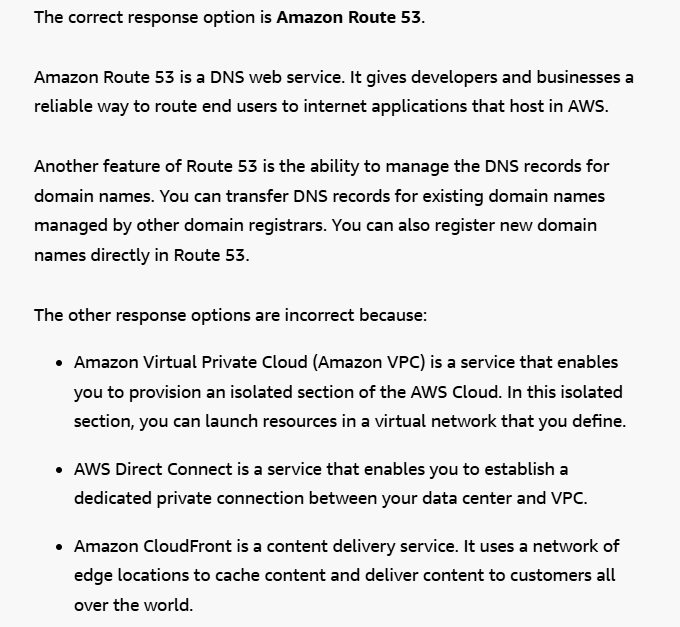 The correct response option is Amazon Route 53.
Amazon Route 53 is a DNS web service. It gives developers and businesses a
reliable way to route end users to internet applications that host in AWS.
Another feature of Route 53 is the ability to manage the DNS records for
domain names. You can transfer DNS records for existing domain names
managed by other domain registrars. You can also register new domain
names directly in Route 53.
The other response options are incorrect because:
• Amazon Virtual Private Cloud (Amazon VPC) is a service that enables
you to provision an isolated section of the AWS Cloud. In this isolated
section, you can launch resources in a virtual network that you define.
• AWS Direct Connect is a service that enables you to establish a
dedicated private connection between your data center and VPC.
• Amazon CloudFront is a content delivery service. It uses a network of
edge locations to cache content and deliver content to customers all
over the world.